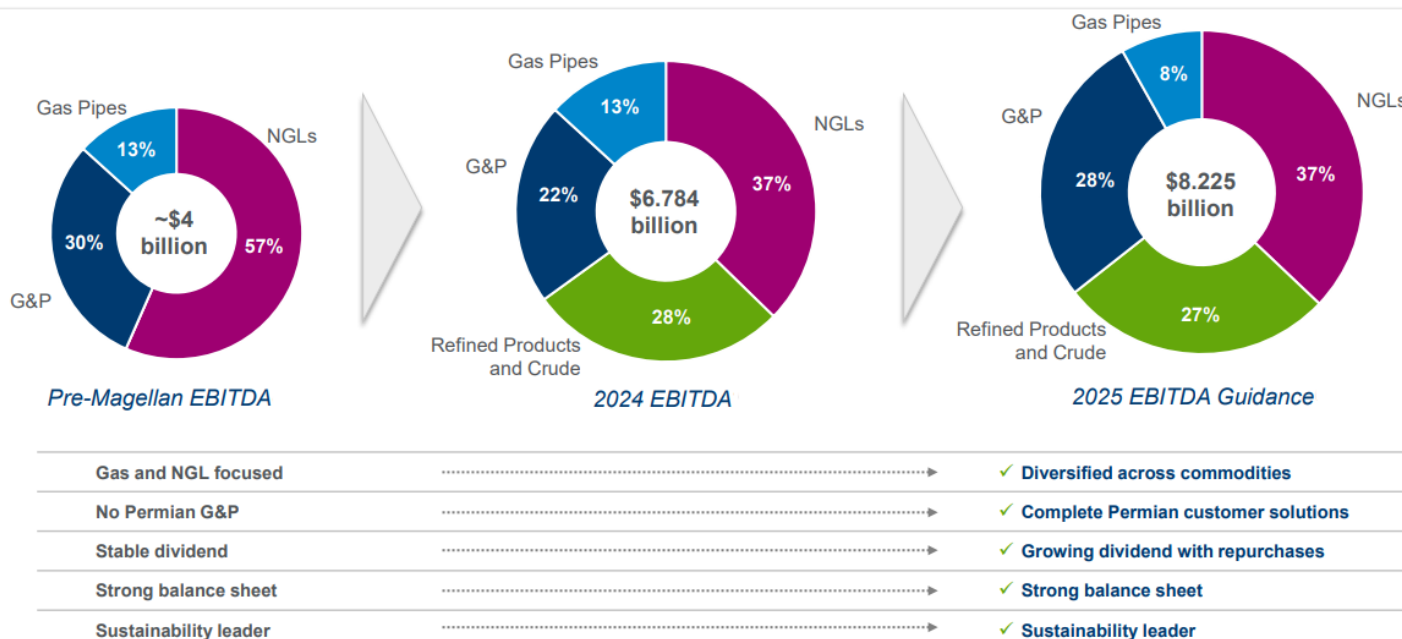 Gas Pipes
13%
NGLs
57%
G&P
30%
~$4
billion
Pre-Magellan EBITDA
Gas Pipes
13%
NGLs
37%
G&P
22%
$6.784
billion
28%
Refined Products
and Crude
2024 EBITDA
Gas Pipes
8%
NGLs
37%
G&P
28%
$8.225
billion
27%
Refined Products
and Crude
2025 EBITDA Guidance
Gas and NGL focused
✓ Diversified across commodities
No Permian G&P
✓ Complete Permian customer solutions
Stable dividend
✓ Growing dividend with repurchases
Strong balance sheet
✓ Strong balance sheet
Sustainability leader
✓ Sustainability leader